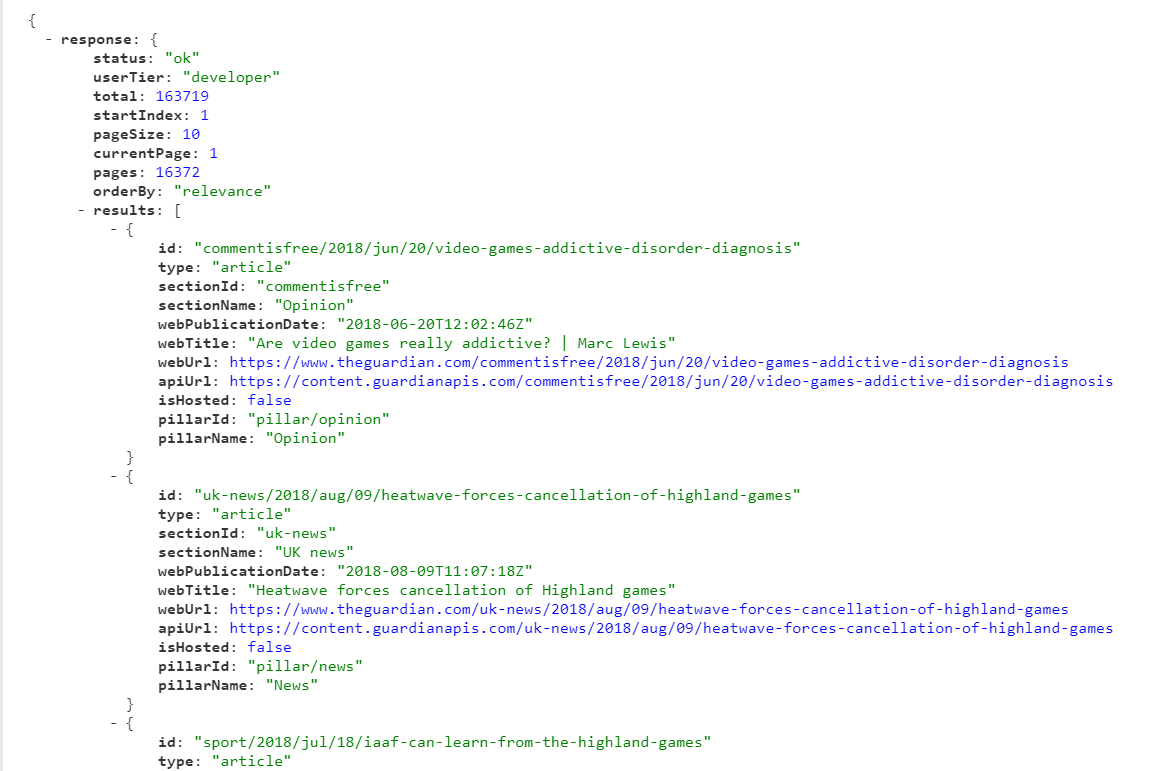 {
- response: {
status: "ok"
userTier: "developer"
total: 163719
startIndex: 1
pageSize: 10
currentPage: 1
pages: 16372
orderBy: "relevance"
- results: [
- {
id: "commentisfree/2018/jun/20/video-games-addictive-disorder-diagnosis"
type: "article"
sectionId: "commentisfree"
sectionName: "Opinion"
webPublicationDate: "2018-06-20T12:02:46Z"
webTitle: "Are video games really addictive? | Marc Lewis"
webUrl: https://www.theguardian.com/commentisfree/2018/jun/20/video-games-addictive-disorder-diagnosis
apiUrl: https://content.guardianapis.com/commentisfree/2018/jun/20/video-games-addictive-disorder-diagnosis
isHosted: false
pillarId: "pillar/opinion"
pillarName: "Opinion"
}
- {
id: "uk-news/2018/aug/09/heatwave-forces-cancellation-of-highland-games"
type: "article"
sectionId: "uk-news"
sectionName: "UK news"
webPublicationDate: "2018-08-09T11:07:18Z"
webTitle: "Heatwave forces cancellation of Highland games"
webUrl: https://www.theguardian.com/uk-news/2018/aug/09/heatwave-forces-cancellation-of-highland-games
apiUrl: https://content.guardianapis.com/uk-news/2018/aug/09/heatwave-forces-cancellation-of-highland-games
isHosted: false
pillarId: "pillar/news"
pillarName: "News"
}
- {
id: "sport/2018/jul/18/iaaf-can-learn-from-the-highland-games"
type: "article"